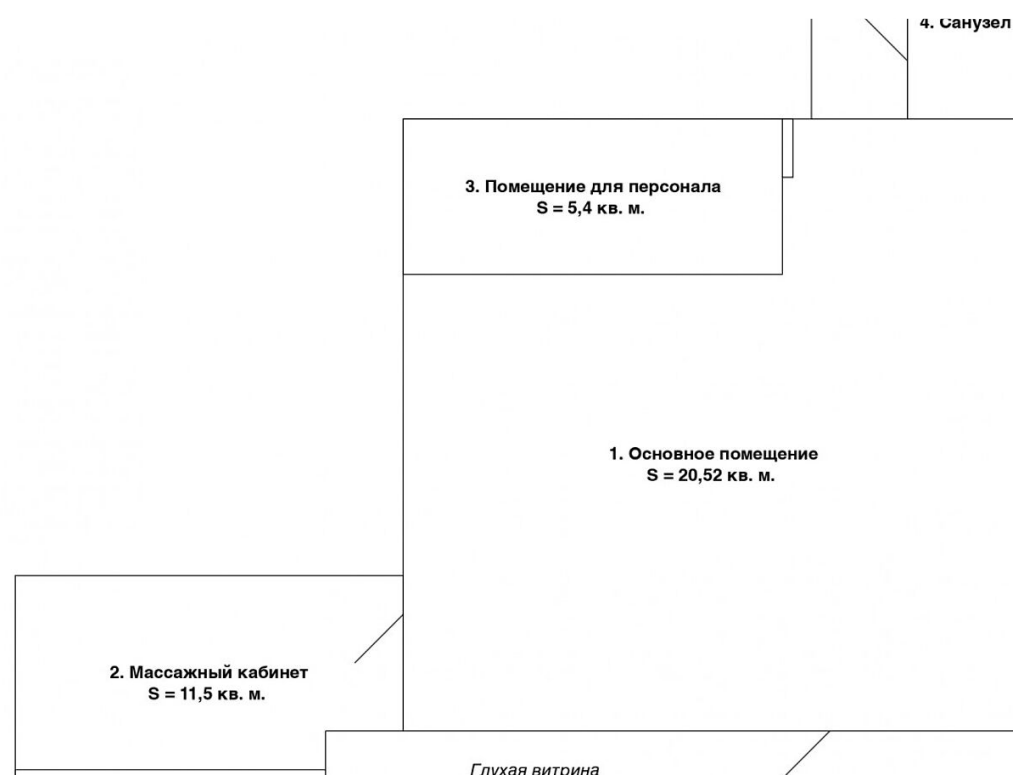 4. Санузел
3. Помещение для персонала
S = 5,4 кв. м.
1. Основное помещение
S = 20,52 кв. м.
2. Массажный кабинет
S = 11,5 кв. м.
Глухая витрина